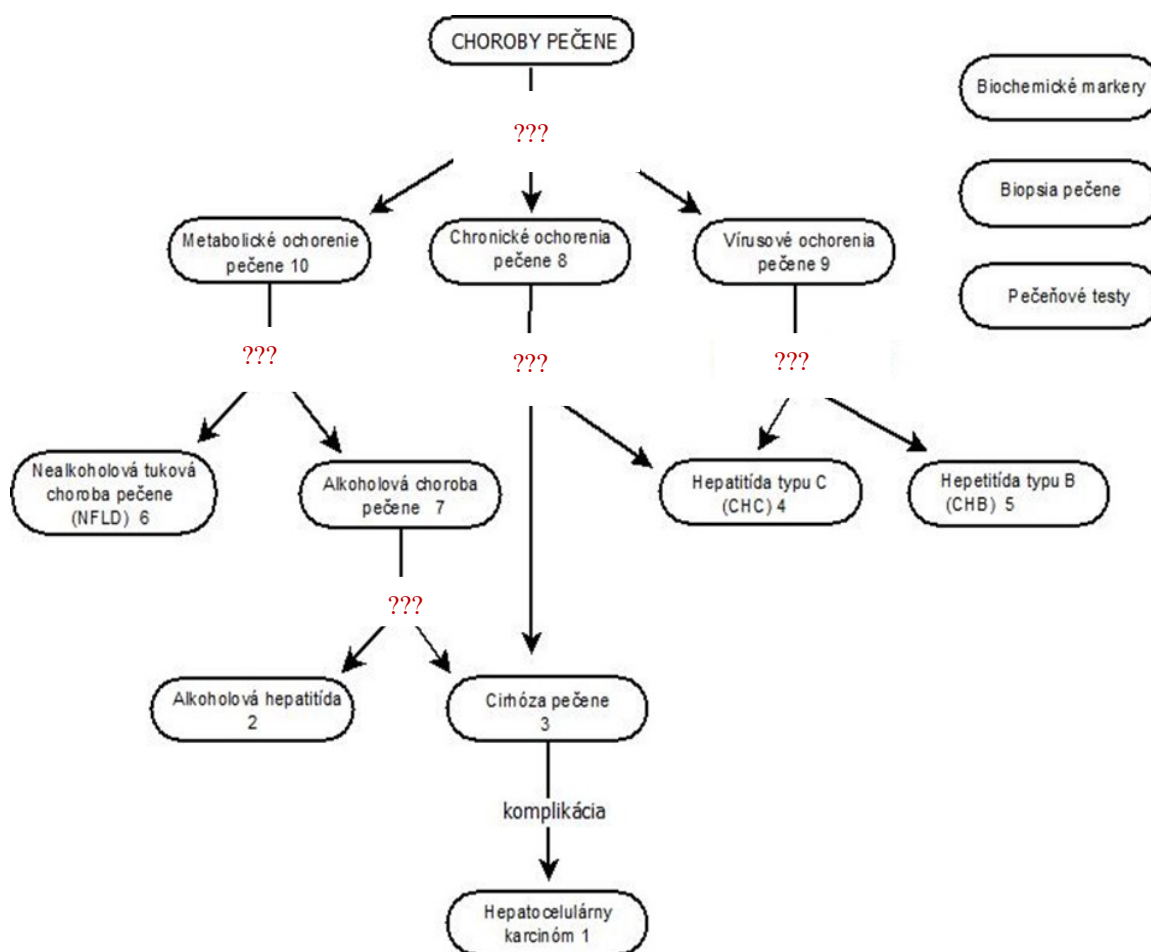 CHOROBY PEČENE
Biochemické markery
???
Biopsia pečene
Metabolické ochorenie
pečene 10
Chronické ochorenia
pečene 8
Vírusové ochorenia
pečene 9
Pečeňové testy
???
???
???
Nealkoholová tuková
choroba pečene
(NFLD) 6
Alkoholová choroba
pečene 7
Hepatitída typu C
(CHC) 4
Hepetitída typu B
(CHB) 5
???
Alkoholová hepatitída
2
Cirhóza pečene
3
komplikácia
Hepatocelulárny
karcinóm 1